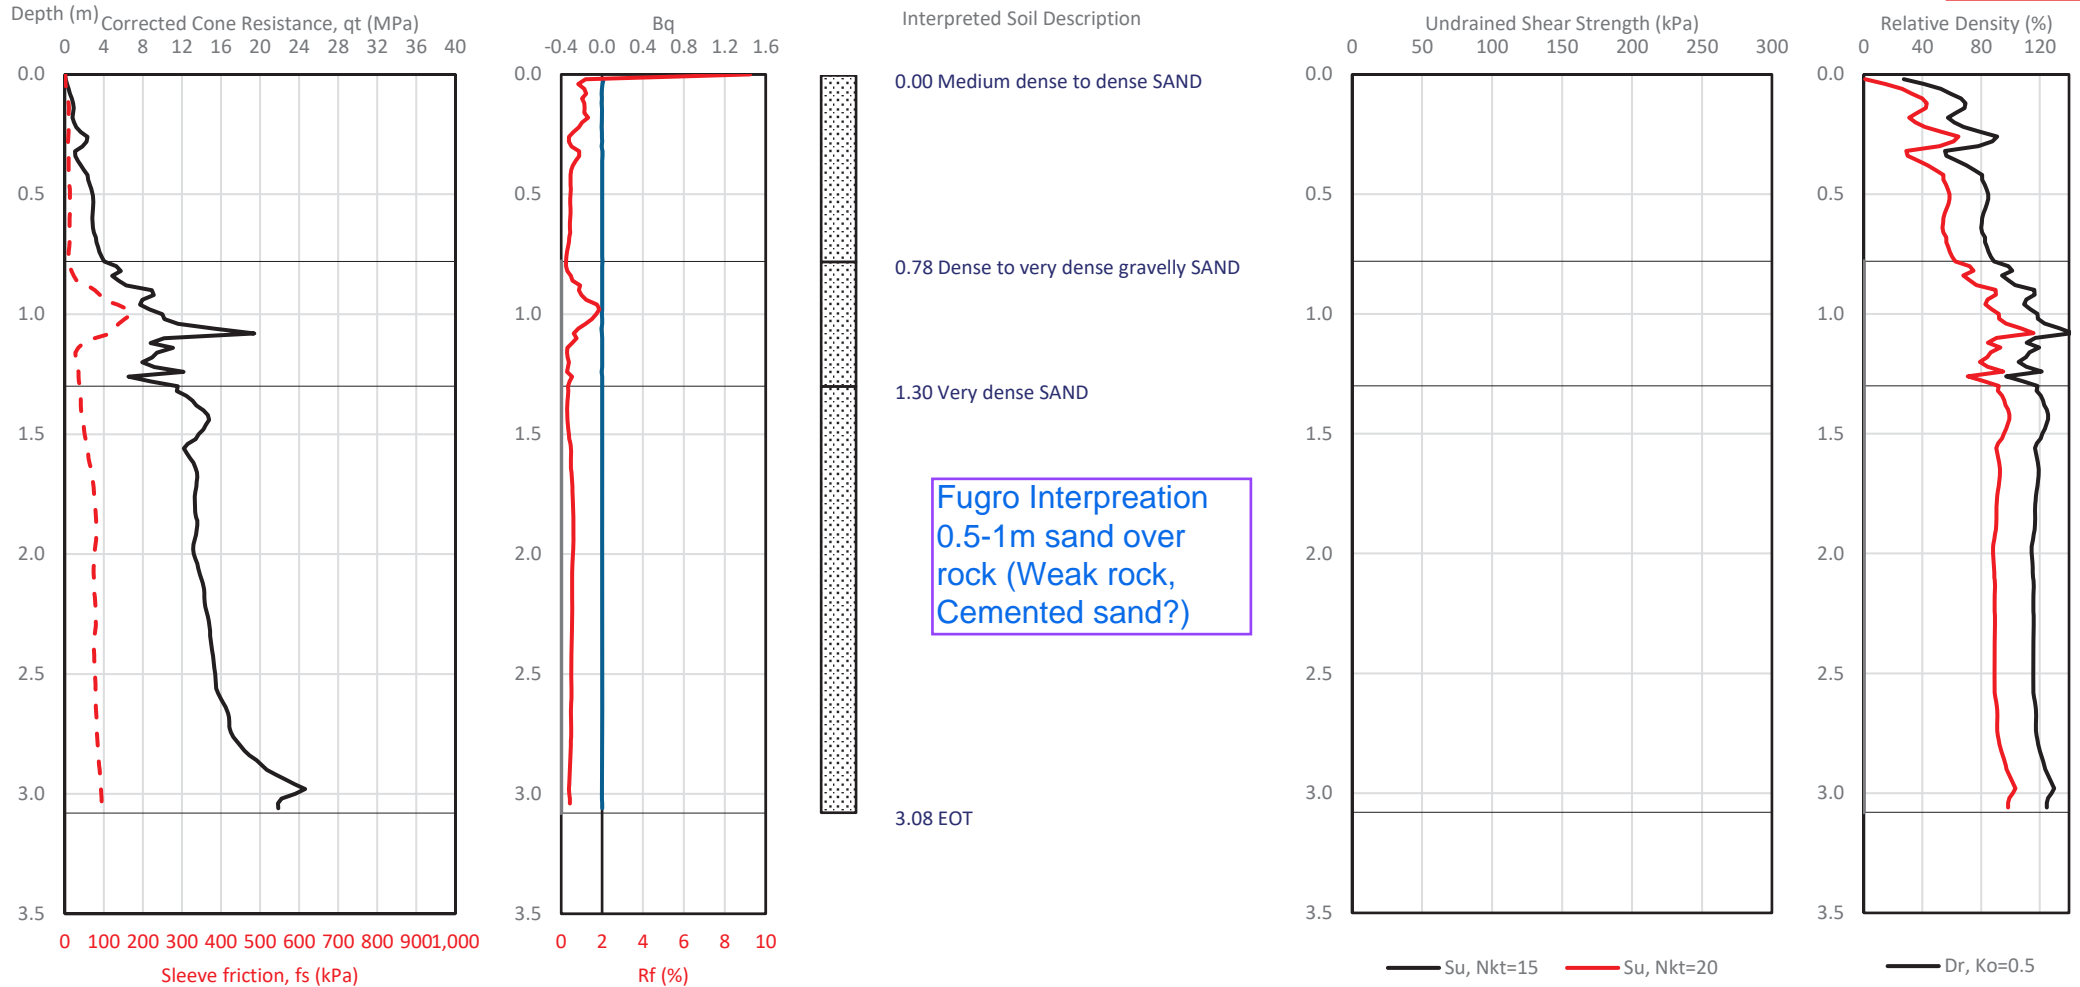 Depth (m) Corrected Cone Resistance, qt (MPa)
0 4 8 12 16 20 24 28 32 36 40
0.0
0.5
1.0
1.5
2.0
2.5
3.0
3.5
0 100 200 300 400 500 600 700 800 900 1,000
Sleeve friction, fs (kPa)
Bq
-0.4 0.0 0.4 0.8 1.2 1.6
0.0
0.5
1.0
1.5
2.0
2.5
3.0
3.5
0 2 4 6 8 10
Rf (%)
Interpreted Soil Description
0.00 Medium dense to dense SAND
0.78 Dense to very dense gravelly SAND
1.30 Very dense SAND
Fugro Interpreation
0.5-1m sand over
rock (Weak rock,
Cemented sand?)
3.08 EOT
Undrained Shear Strength (kPa)
0 50 100 150 200 250 300
0.0
0.5
1.0
1.5
2.0
2.5
3.0
3.5
Su, Nkt=15 Su, Nkt=20
Relative Density (%)
0 40 80 120
0.0
0.5
1.0
1.5
2.0
2.5
3.0
3.5
Dr, Ko=0.5